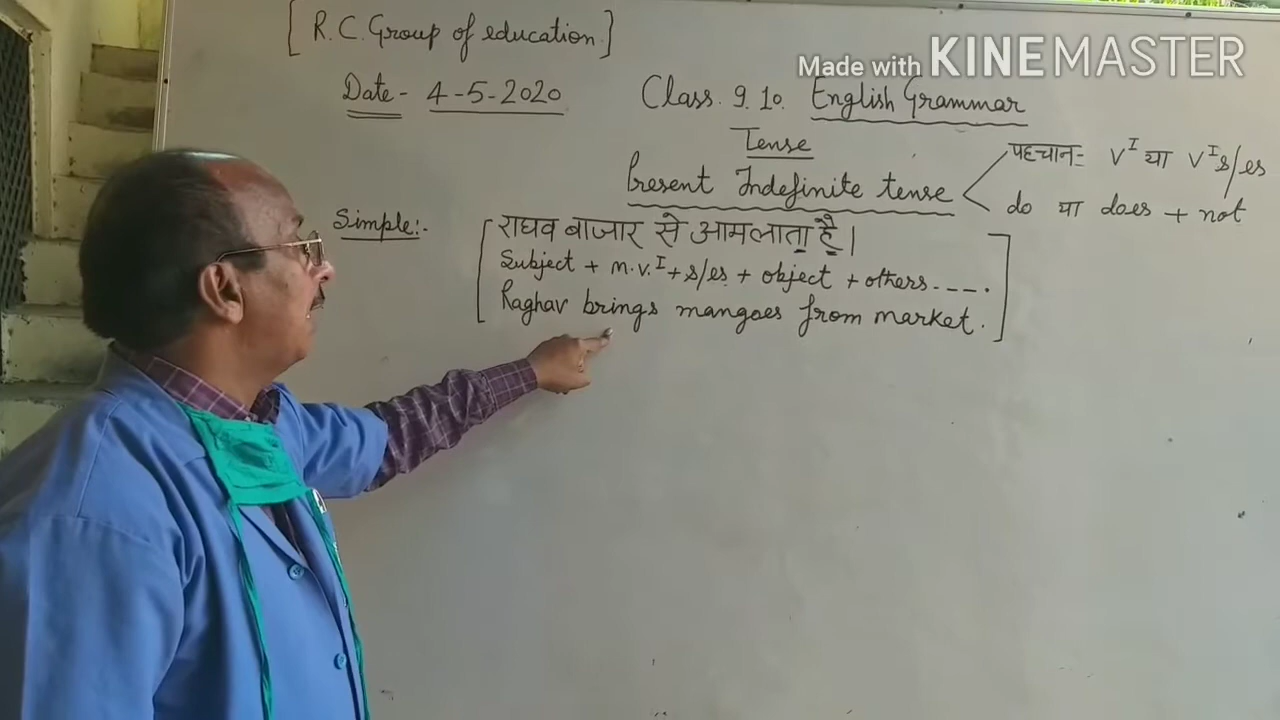 [R.C. Group of education.]
Made with KINEMASTER
Date- 4-5-2020 Class. 9. 10. English Grammar
Tense
Present Indefinite tense
पहचान:- V I या V I s/es
do या does + not
Simple:-
राघव बाजार से आमलाता है।
Subject + m.v. I + s/es + object + others----.
Raghav brings mangoes from market.